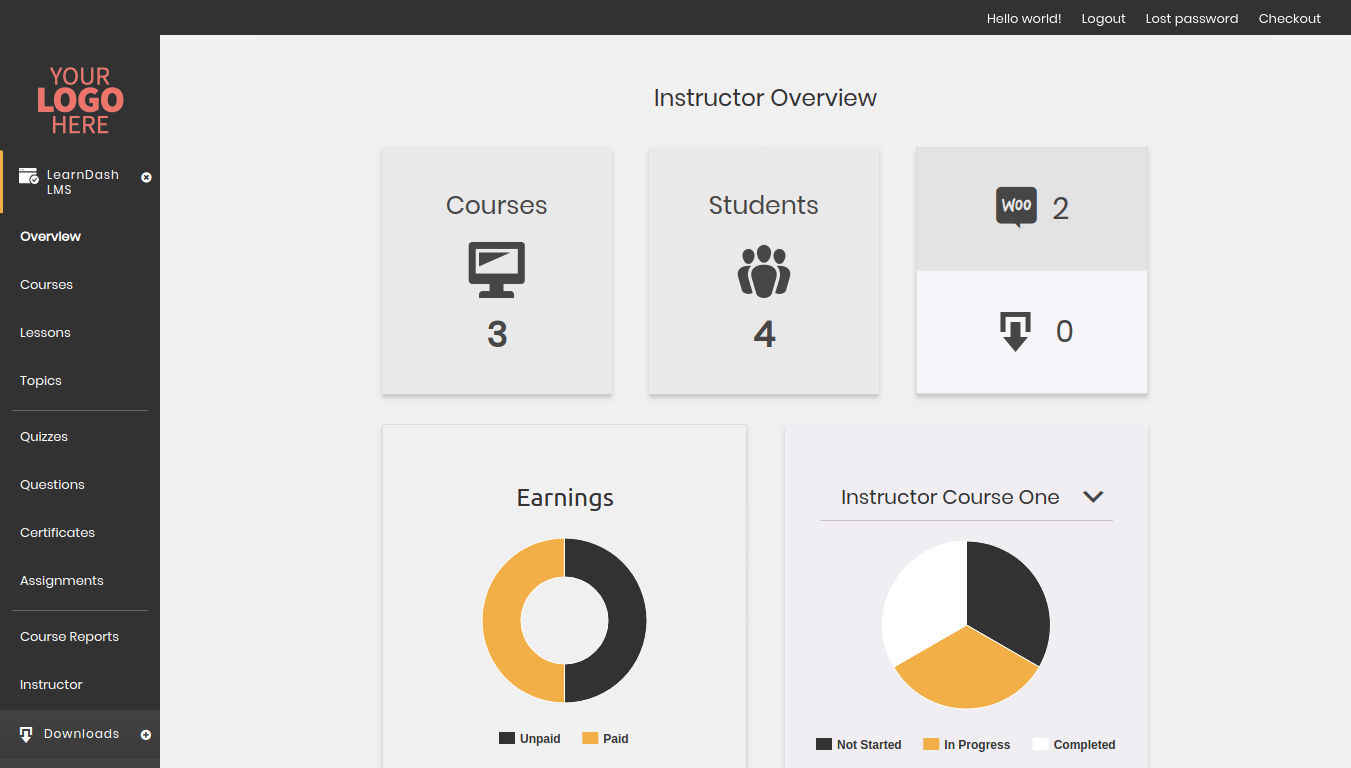 Hello world! Logout Lost password Checkout
YOUR
LOGO
HERE
LearnDash
LMS
Overview
Courses
Lessons
Topics
Quizzes
Questions
Certificates
Assignments
Course Reports
Instructor
Downloads
Instructor Overview
Courses
3
Students
4
Woo 2
0
Earnings
Unpaid Paid
Instructor Course One
Not Started In Progress Completed